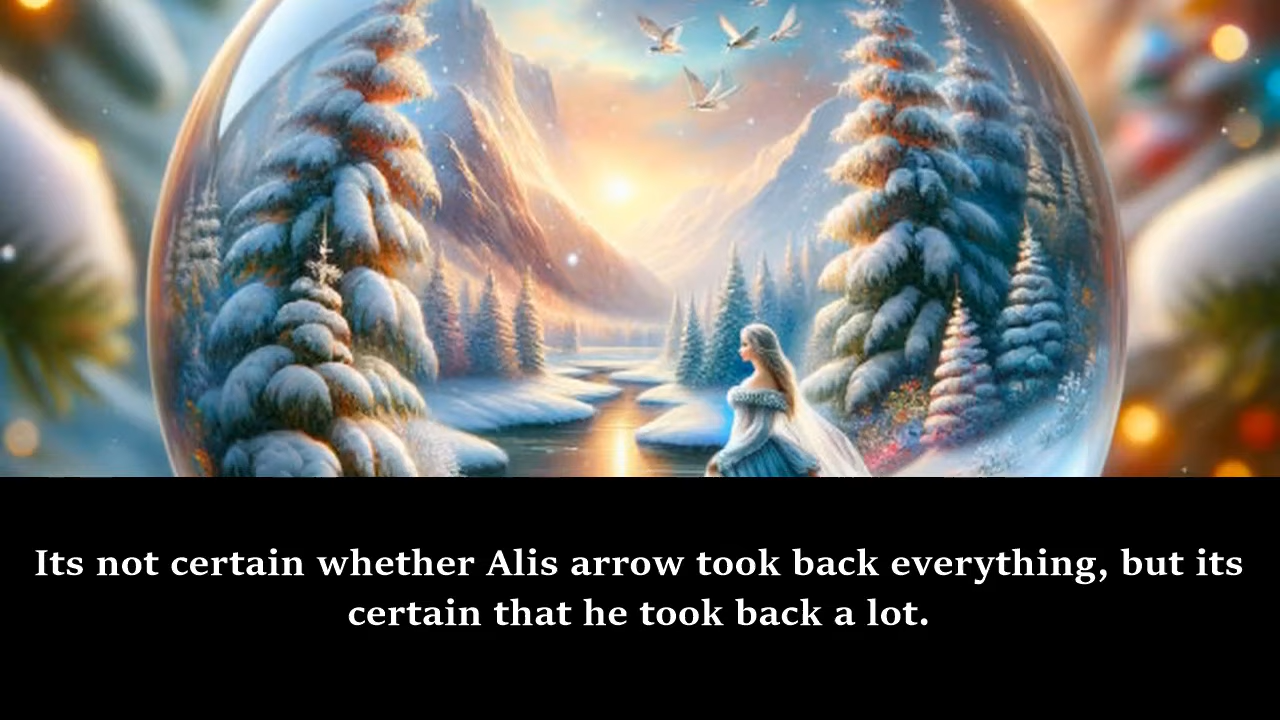 Its not certain whether Alis arrow took back everything, but its
certain that he took back a lot.